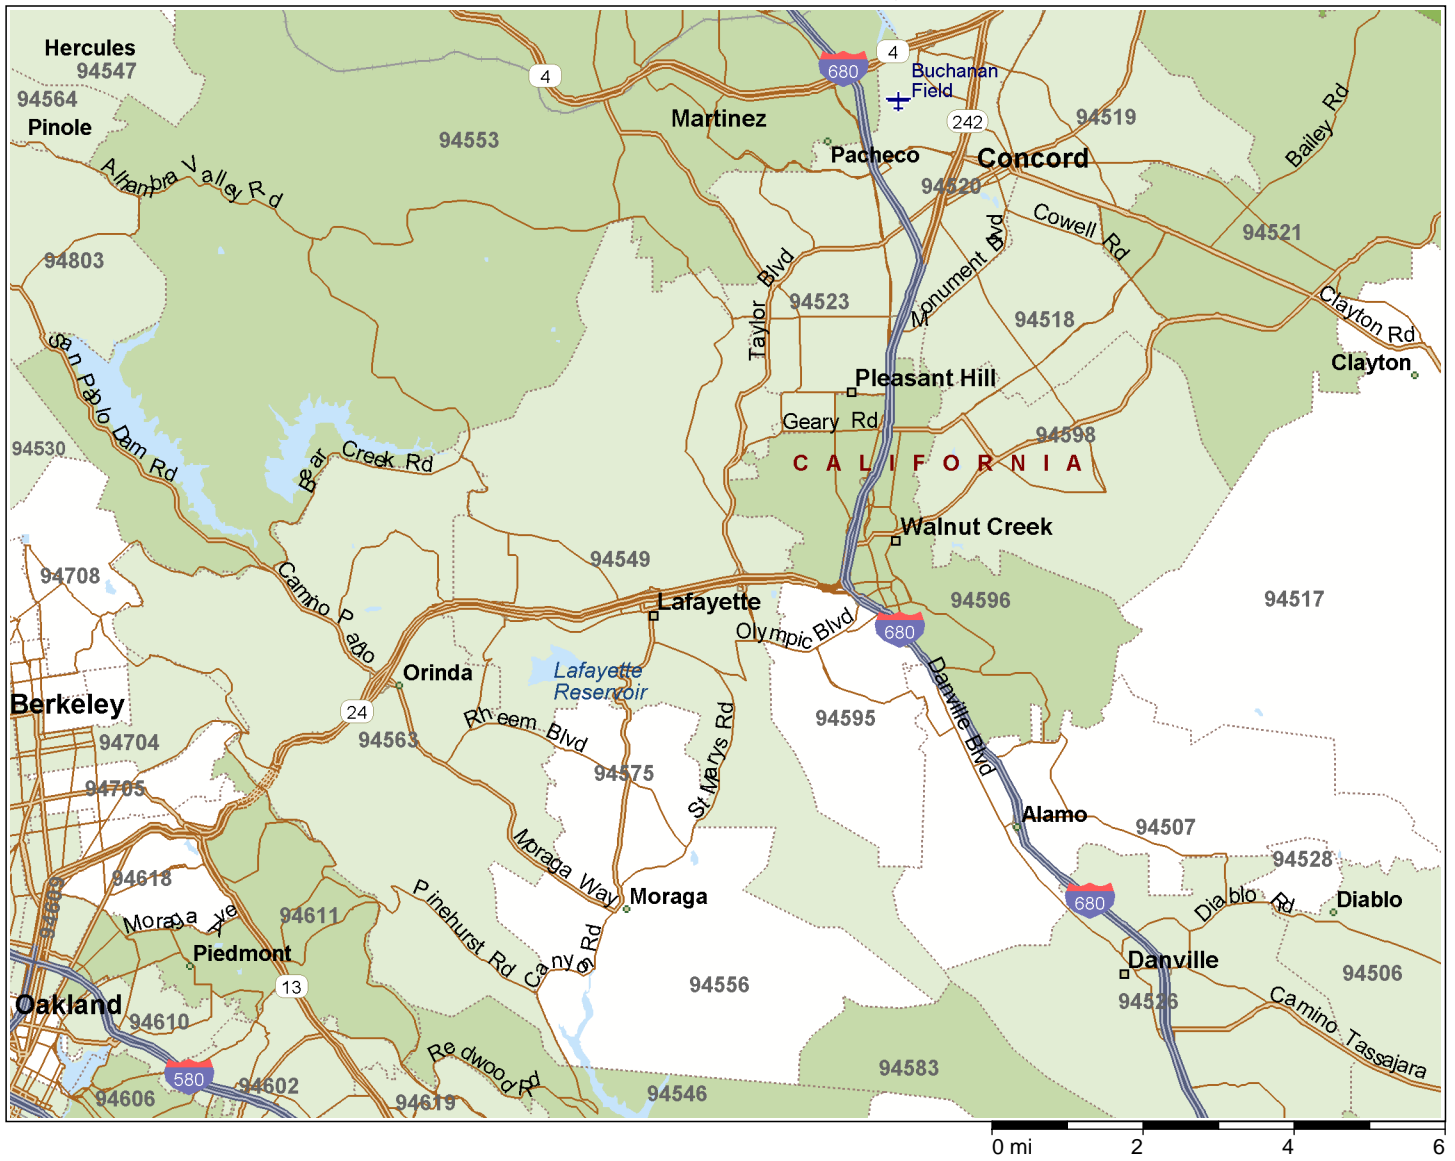 Hercules
94547
94564
Pinole
4
94553
Martinez
680
4
Buchanan
Field
242
94519
Bailey Rd
Pacheco
Concord
94520
Alhambra Valley Rd
94803
Cowell Rd
94521
Taylor Blvd
94523
Monument Blvd
94518
Clayton Rd
Clayton
San Pablo Dam Rd
Pleasant Hill
Geary Rd
94598
CALIFORNIA
94530
Bear Creek Rd
Walnut Creek
94708
94549
94596
94517
Camino Pablo
Lafayette
Olympic Blvd
680
Orinda
Lafayette
Reservoir
Danville Blvd
Berkeley
24
94704
94563
Rheem Blvd
94595
94575
St Marys Rd
94705
Alamo
94507
94528
94618
94609
Moraga Way
Moraga
Pinehurst Rd
Canyon Rd
680
Diablo Rd
Diablo
Moraga Ave
94611
Piedmont
Danville
94506
94526
13
94556
Oakland
94610
Camino Tassajara
Redwood Rd
94583
580
94602
94606
94619
94546
0 mi 2 4 6